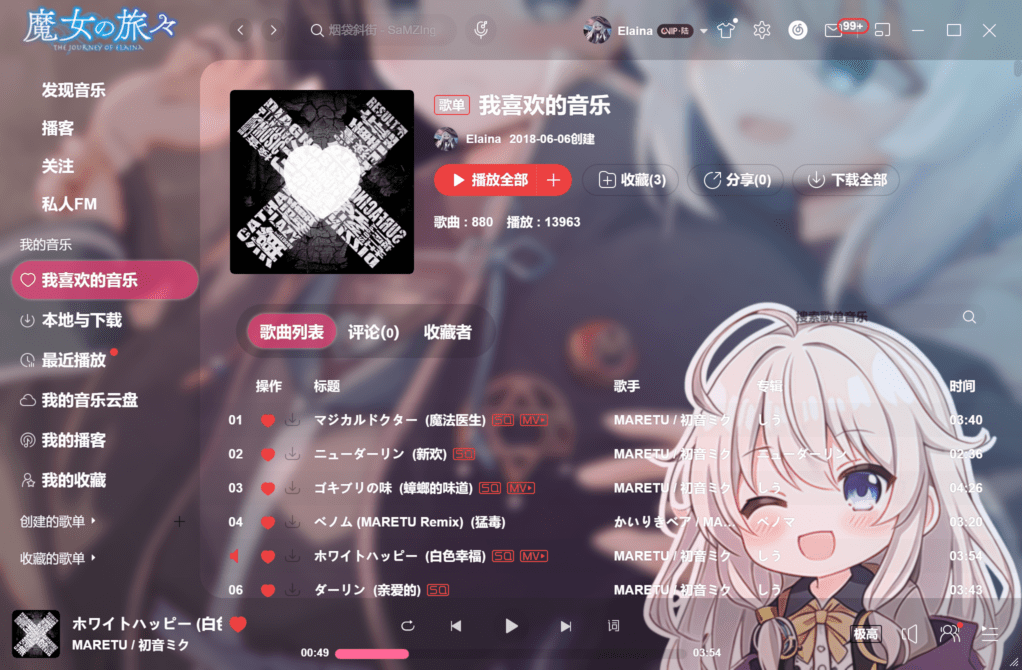 魔女の旅々
THE JOURNEY OF ELAINA
烟袋斜街 - SaMZIng
Elaina
99+
发现音乐
播客
关注
私人FM
我的音乐
我喜欢的音乐
本地与下载
最近播放
我的音乐云盘
我的播客
我的收藏
创建的歌单
收藏的歌单
歌单 我喜欢的音乐
Elaina 2018-06-06创建
播放全部 收藏(3) 分享(0) 下载全部
歌曲 : 880 播放 : 13963
歌曲列表 评论(0) 收藏者
搜索歌单音乐
操作 标题 歌手 专辑 时间
01 マジカルドクター (魔法医生) SQ MV MARETU / 初音ミク しう 03:40
02 ニューダーリン (新欢) SQ MARETU / 初音ミク ニューダーリン 02:36
03 ゴキブリの味 (蟑螂的味道) SQ MV MARETU / 初音ミク しう 04:26
04 ベノム (MARETU Remix) (猛毒) かいりきベア / MA... ベノマ 03:20
ホワイトハッピー (白色幸福) SQ MV MARETU / 初音ミク しう 03:54
06 ダーリン (亲爱的) SQ MARETU / 初音ミク しう 03:43
ホワイトハッピー (白色
MARETU / 初音ミク
词
00:49 03:54
极高